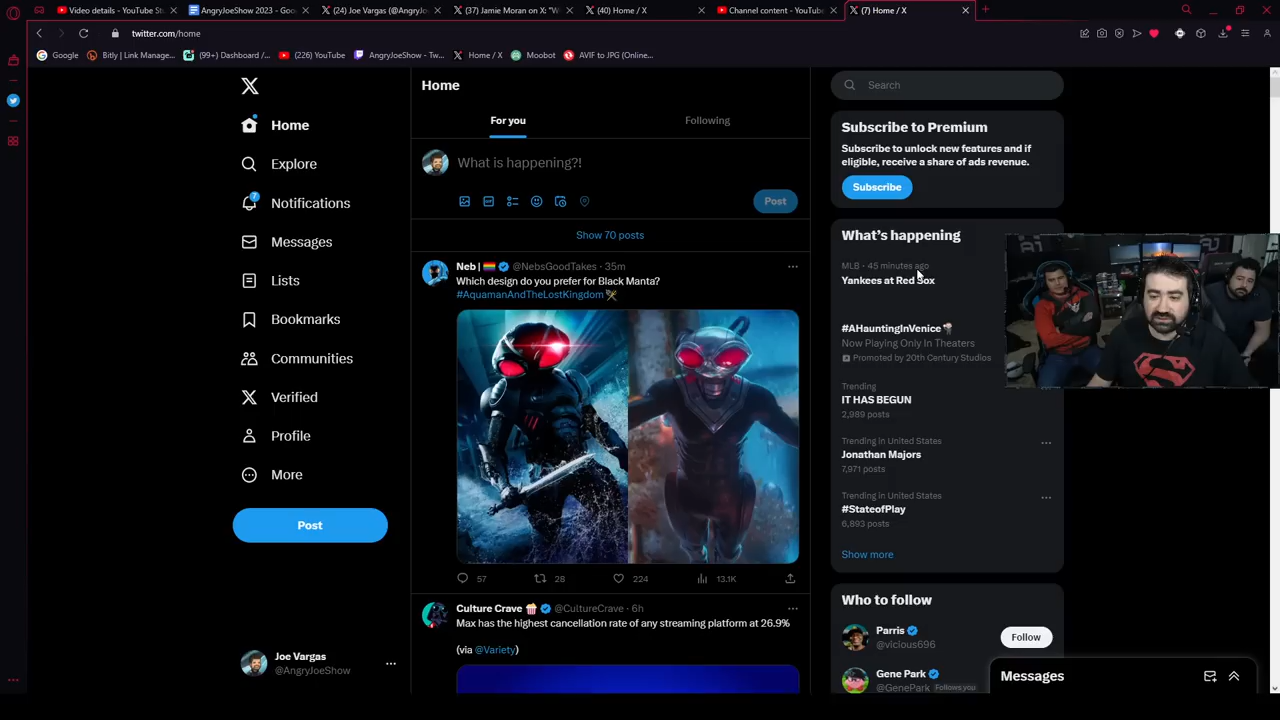 Video details - YouTube St...
AngryJoeShow 2023 - Goo...
(24) Joe Vargas (@AngryJo...
(37) Jamie Moran on X: "W...
(40) Home / X
Channel content - YouTube
(7) Home / X
twitter.com/home
Google
Bitly | Link Manage...
(99+) Dashboard /...
(226) YouTube
AngryJoeShow - Tw...
Home / X
Moobot
AVIF to JPG (Online...
Home
Explore
7
Notifications
Messages
Lists
Bookmarks
Communities
Verified
Profile
More
Post
Joe Vargas
@AngryJoeShow
Home
For you
Following
What is happening?!
Post
Show 70 posts
Neb | @NebsGoodTakes · 35m
Which design do you prefer for Black Manta?
#AquamanAndTheLostKingdom
57
28
224
13.1K
Culture Crave @CultureCrave · 6h
Max has the highest cancellation rate of any streaming platform at 26.9%
(via @Variety)
Search
Subscribe to Premium
Subscribe to unlock new features and if
eligible, receive a share of ads revenue.
Subscribe
What's happening
MLB · 45 minutes ago
Yankees at Red Sox
#AHauntingInVenice
Now Playing Only In Theaters
Promoted by 20th Century Studios
Trending
IT HAS BEGUN
2,989 posts
Trending in United States
Jonathan Majors
7,971 posts
Trending in United States
#StateofPlay
6,893 posts
Show more
Who to follow
Parris
@vicious696
Follow
Gene Park
@GenePark Follows you
Messages